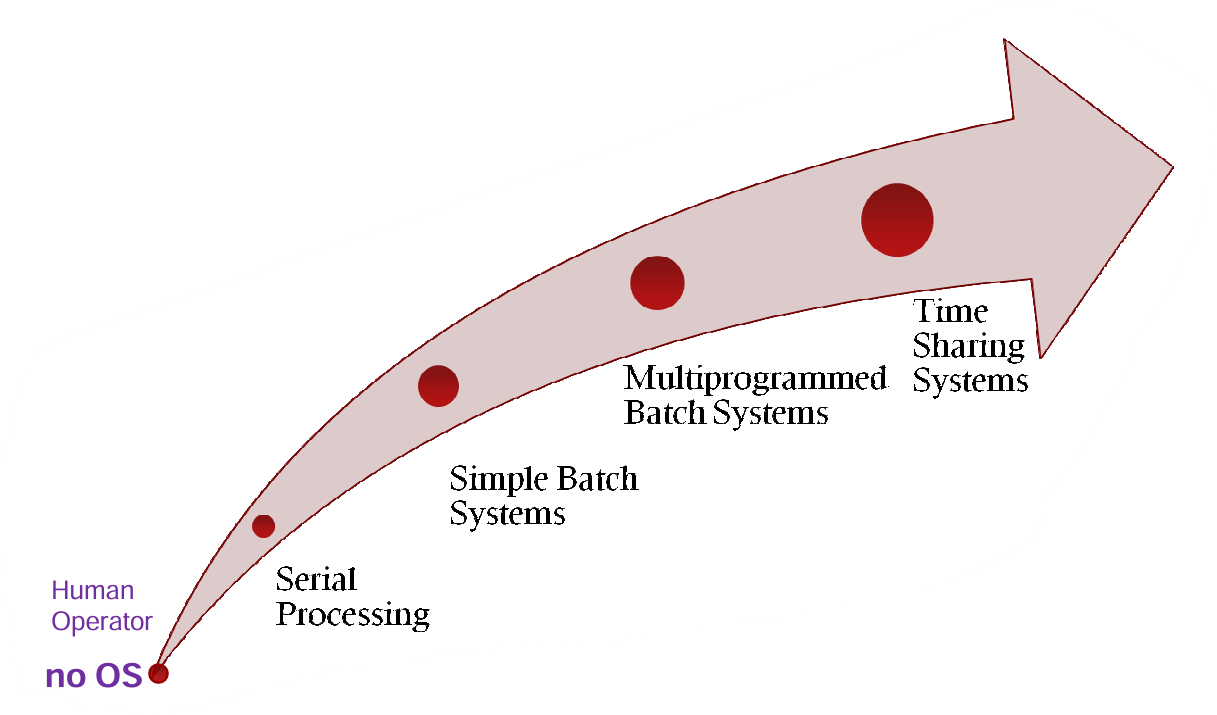 Human
Operator
no OS
Serial
Processing
Simple Batch
Systems
Multiprogrammed
Batch Systems
Time
Sharing
Systems